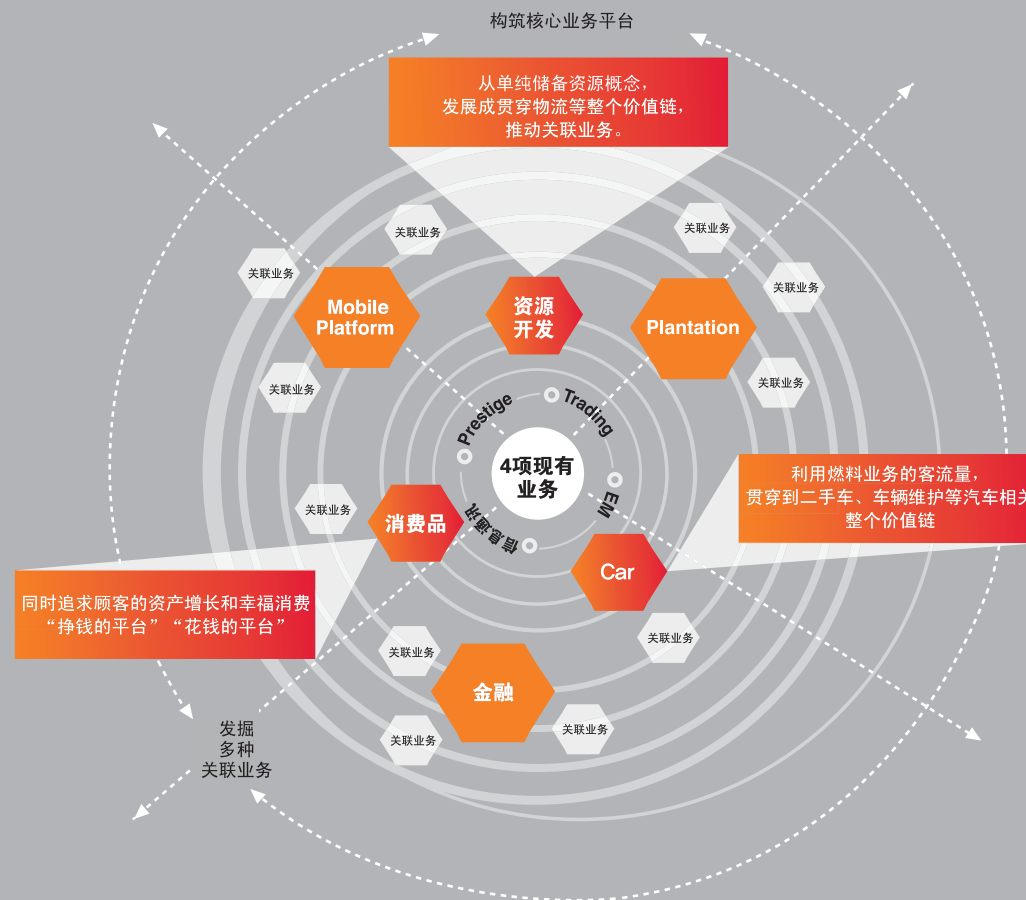 构筑核心业务平台
从单纯储备资源概念，
发展成贯穿物流等整个价值链，
推动关联业务。
关联业务
关联业务
关联业务
关联业务
Mobile
Platform
资源
开发
Plantation
关联业务
关联业务
Prestige
Trading
4项现有
业务
EM
信息通讯
利用燃料业务的客流量，
贯穿到二手车、车辆维护等汽车相关
整个价值链
关联业务
消费品
Car
同时追求顾客的资产增长和幸福消费
“挣钱的平台”“花钱的平台”
关联业务
关联业务
金融
关联业务
关联业务
发掘
多种
关联业务